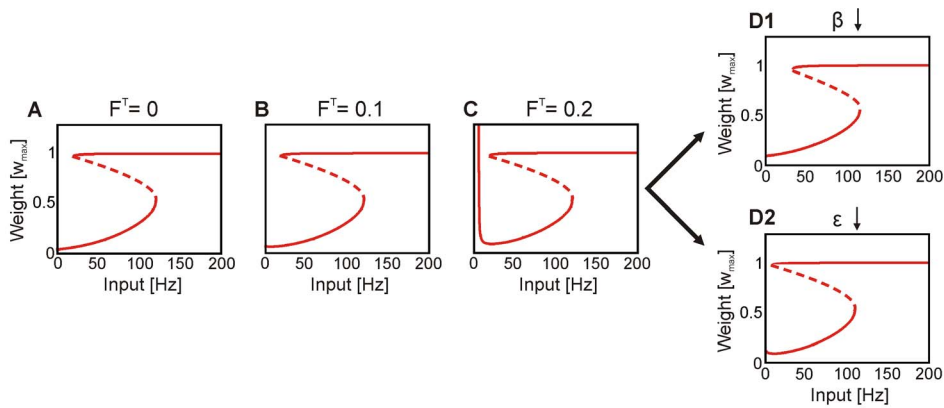 A
F^T = 0
Weight [w_max]
1
0.5
0
0 50 100 150 200
Input [Hz]
B
F^T = 0.1
0 50 100 150 200
Input [Hz]
C
F^T = 0.2
0 50 100 150 200
Input [Hz]
D1
β ↓
Weight [w_max]
1
0.5
0
0 50 100 150 200
D2
ε ↓
Weight [w_max]
1
0.5
0
0 50 100 150 200
Input [Hz]